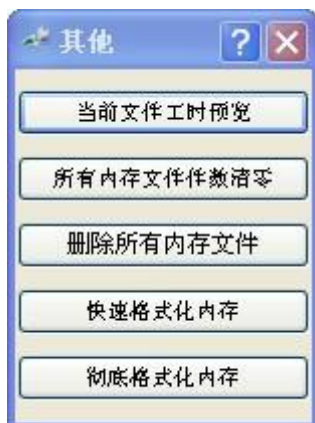 其他
当前文件工时预览
所有内存文件件数清零
删除所有内存文件
快速格式化内存
彻底格式化内存